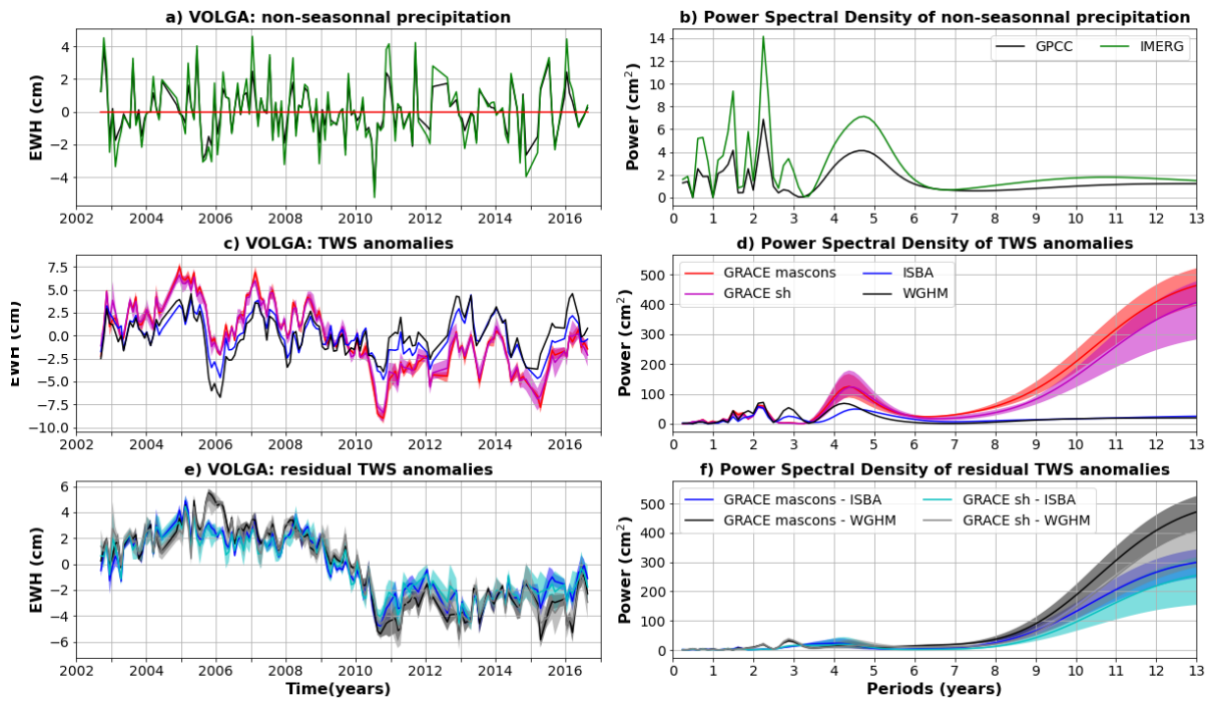 a) VOLGA: non-seasonnal precipitation
b) Power Spectral Density of non-seasonnal precipitation
EWH (cm)
4
2
0
−2
−4
2002 2004 2006 2008 2010 2012 2014 2016
Power (cm²)
14
12
10
8
6
4
2
0
GPCC IMERG
0 1 2 3 4 5 6 7 8 9 10 11 12 13
c) VOLGA: TWS anomalies
d) Power Spectral Density of TWS anomalies
EWH (cm)
7.5
5.0
2.5
0.0
−2.5
−5.0
−7.5
−10.0
2002 2004 2006 2008 2010 2012 2014 2016
Power (cm²)
500
400
300
200
100
0
GRACE mascons ISBA
GRACE sh WGHM
0 1 2 3 4 5 6 7 8 9 10 11 12 13
e) VOLGA: residual TWS anomalies
f) Power Spectral Density of residual TWS anomalies
EWH (cm)
6
4
2
0
−2
−4
−6
2002 2004 2006 2008 2010 2012 2014 2016
Time(years)
Power (cm²)
500
400
300
200
100
0
GRACE mascons - ISBA GRACE sh - ISBA
GRACE mascons - WGHM GRACE sh - WGHM
0 1 2 3 4 5 6 7 8 9 10 11 12 13
Periods (years)